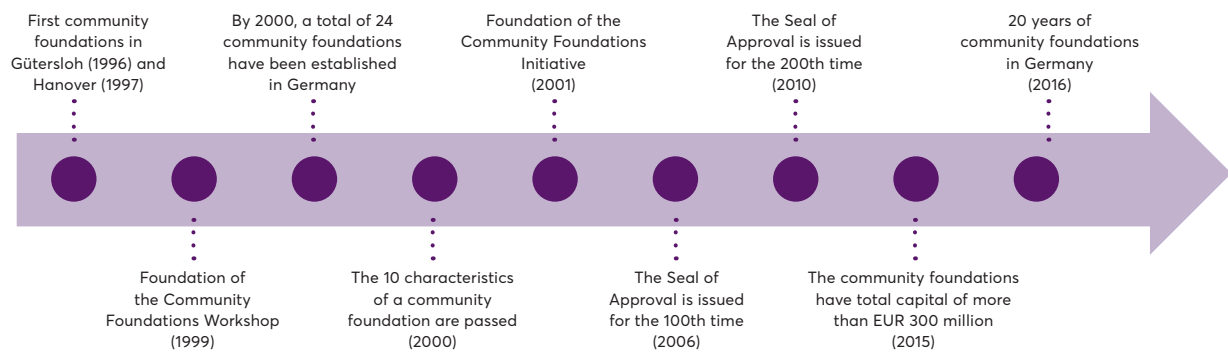 First community
foundations in
Gütersloh (1996) and
Hanover (1997)
By 2000, a total of 24
community foundations
have been established
in Germany
Foundation of the
Community Foundations
Initiative
(2001)
The Seal of
Approval is issued
for the 200th time
(2010)
20 years of
community foundations
in Germany
(2016)
Foundation of
the Community
Foundations Workshop
(1999)
The 10 characteristics
of a community
foundation are passed
(2000)
The Seal of
Approval is issued
for the 100th time
(2006)
The community foundations
have total capital of more
than EUR 300 million
(2015)